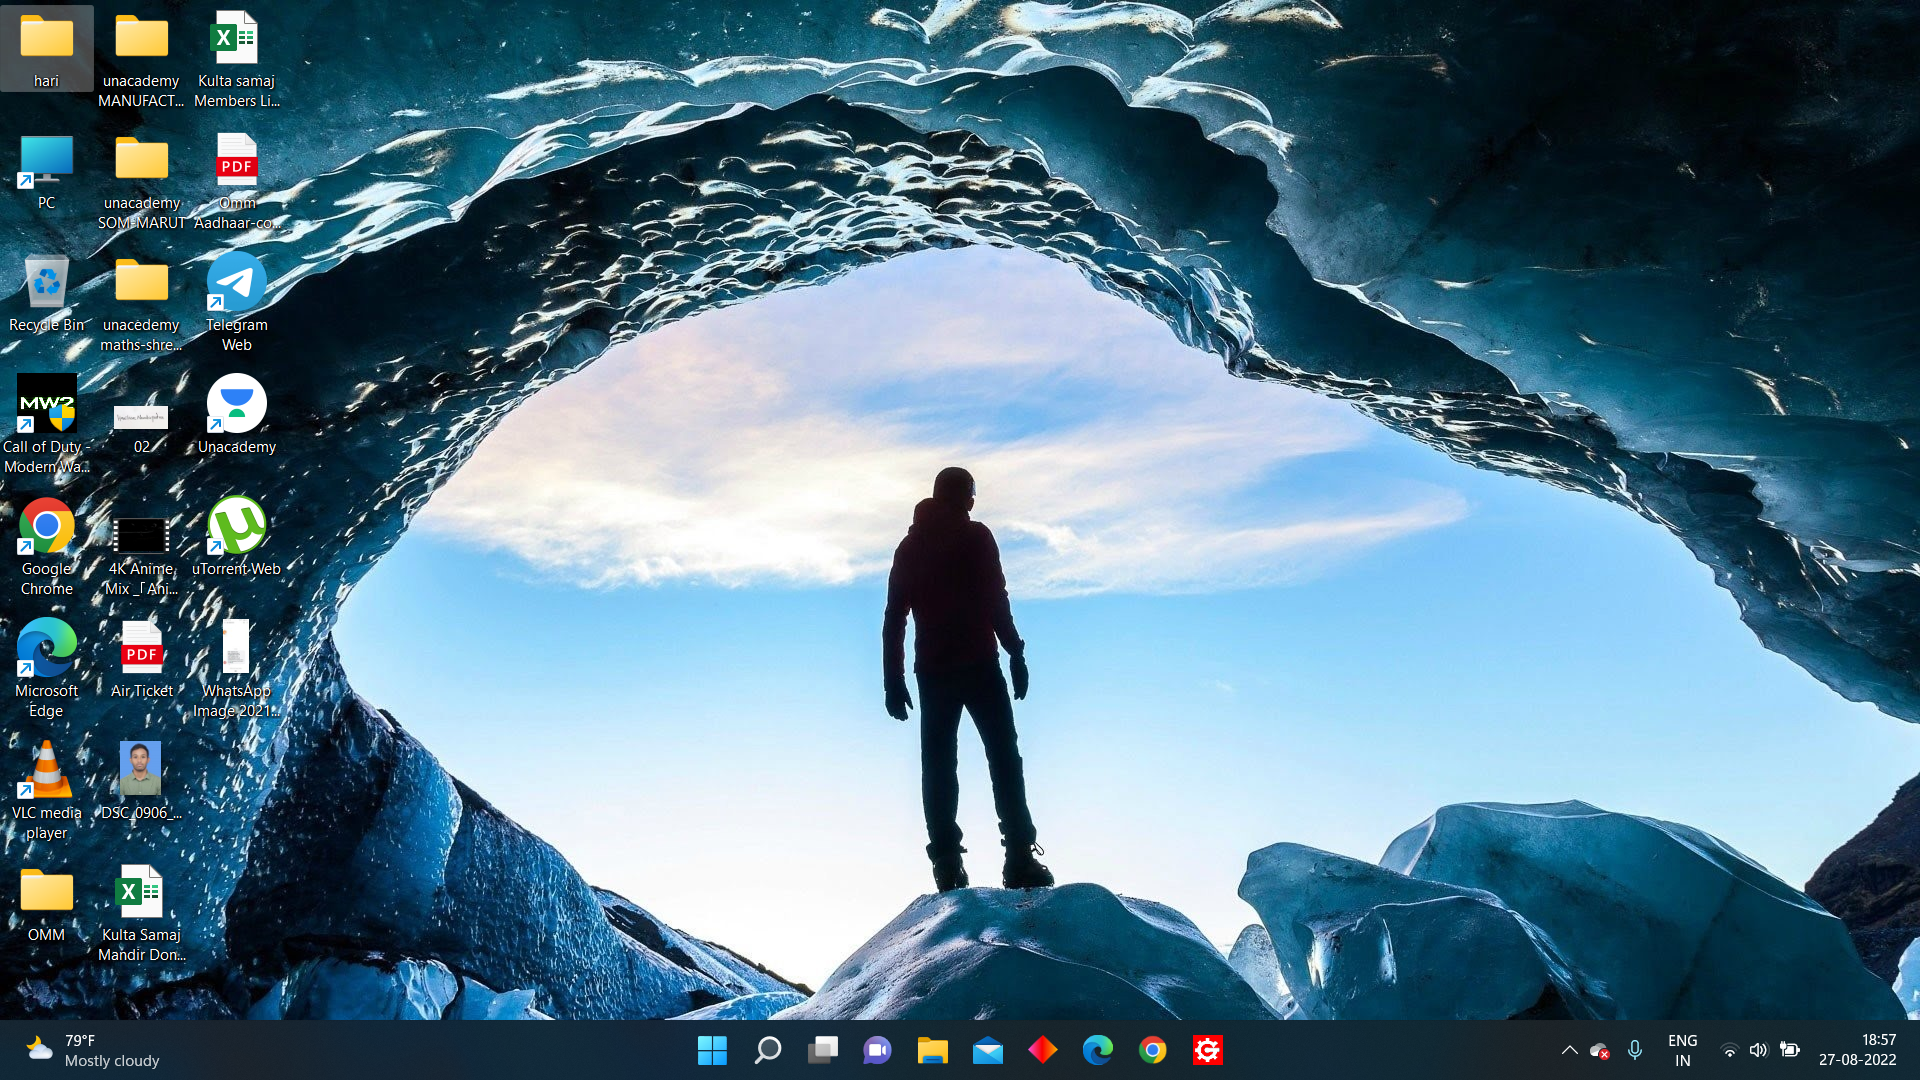 hari
unacademy
MANUFACT...
Kulta samaj
Members Li...
PC
unacademy
SOM-MARUT
PDF
Omm
Aadhaar-co...
Recycle Bin
unacedemy
maths-shre...
Telegram
Web
MW2
Call of Duty -
Modern Wa...
02
Unacademy
Google
Chrome
4K Anime
Mix _「Ani...
uTorrent Web
Microsoft
Edge
PDF
Air Ticket
WhatsApp
Image 2021...
VLC media
player
DSC_0906_...
OMM
Kulta Samaj
Mandir Don...
79°F
Mostly cloudy
ENG
IN
18:57
27-08-2022